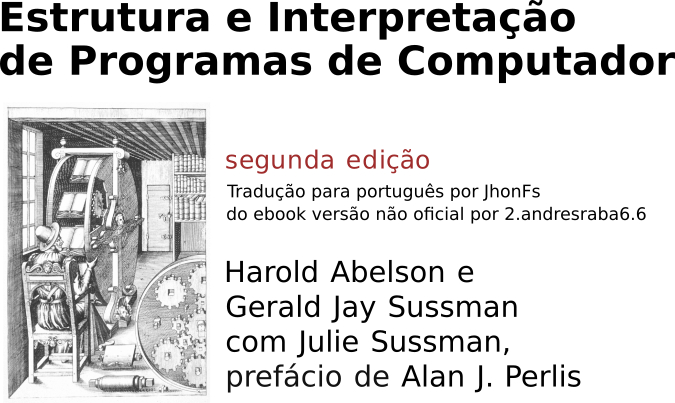 Estrutura e Interpretação
de Programas de Computador
segunda edição
Tradução para português por JhonFs
do ebook versão não oficial por 2.andresraba6.6
Harold Abelson e
Gerald Jay Sussman
com Julie Sussman,
prefácio de Alan J. Perlis